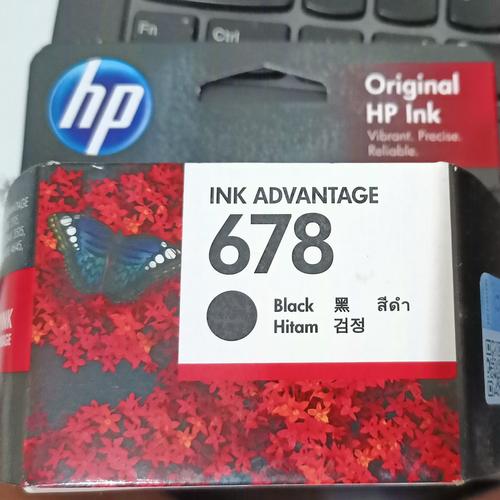 Fn
Ctrl
hp
Original
HP Ink
Vibrant. Precise.
Reliable.
INK ADVANTAGE
678
Black 黑 สีดำ
Hitam 검정
4645,